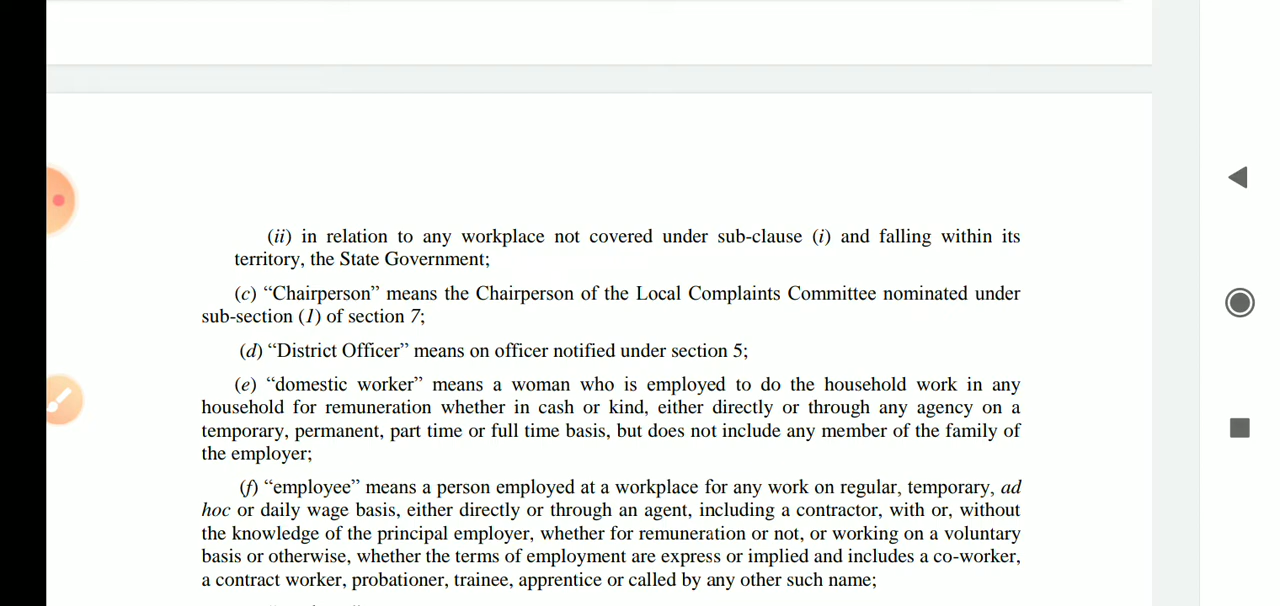 (ii) in relation to any workplace not covered under sub-clause (i) and falling within its
territory, the State Government;
(c) “Chairperson” means the Chairperson of the Local Complaints Committee nominated under
sub-section (1) of section 7;
(d) “District Officer” means on officer notified under section 5;
(e) “domestic worker” means a woman who is employed to do the household work in any
household for remuneration whether in cash or kind, either directly or through any agency on a
temporary, permanent, part time or full time basis, but does not include any member of the family of
the employer;
(f) “employee” means a person employed at a workplace for any work on regular, temporary, ad
hoc or daily wage basis, either directly or through an agent, including a contractor, with or, without
the knowledge of the principal employer, whether for remuneration or not, or working on a voluntary
basis or otherwise, whether the terms of employment are express or implied and includes a co-worker,
a contract worker, probationer, trainee, apprentice or called by any other such name;